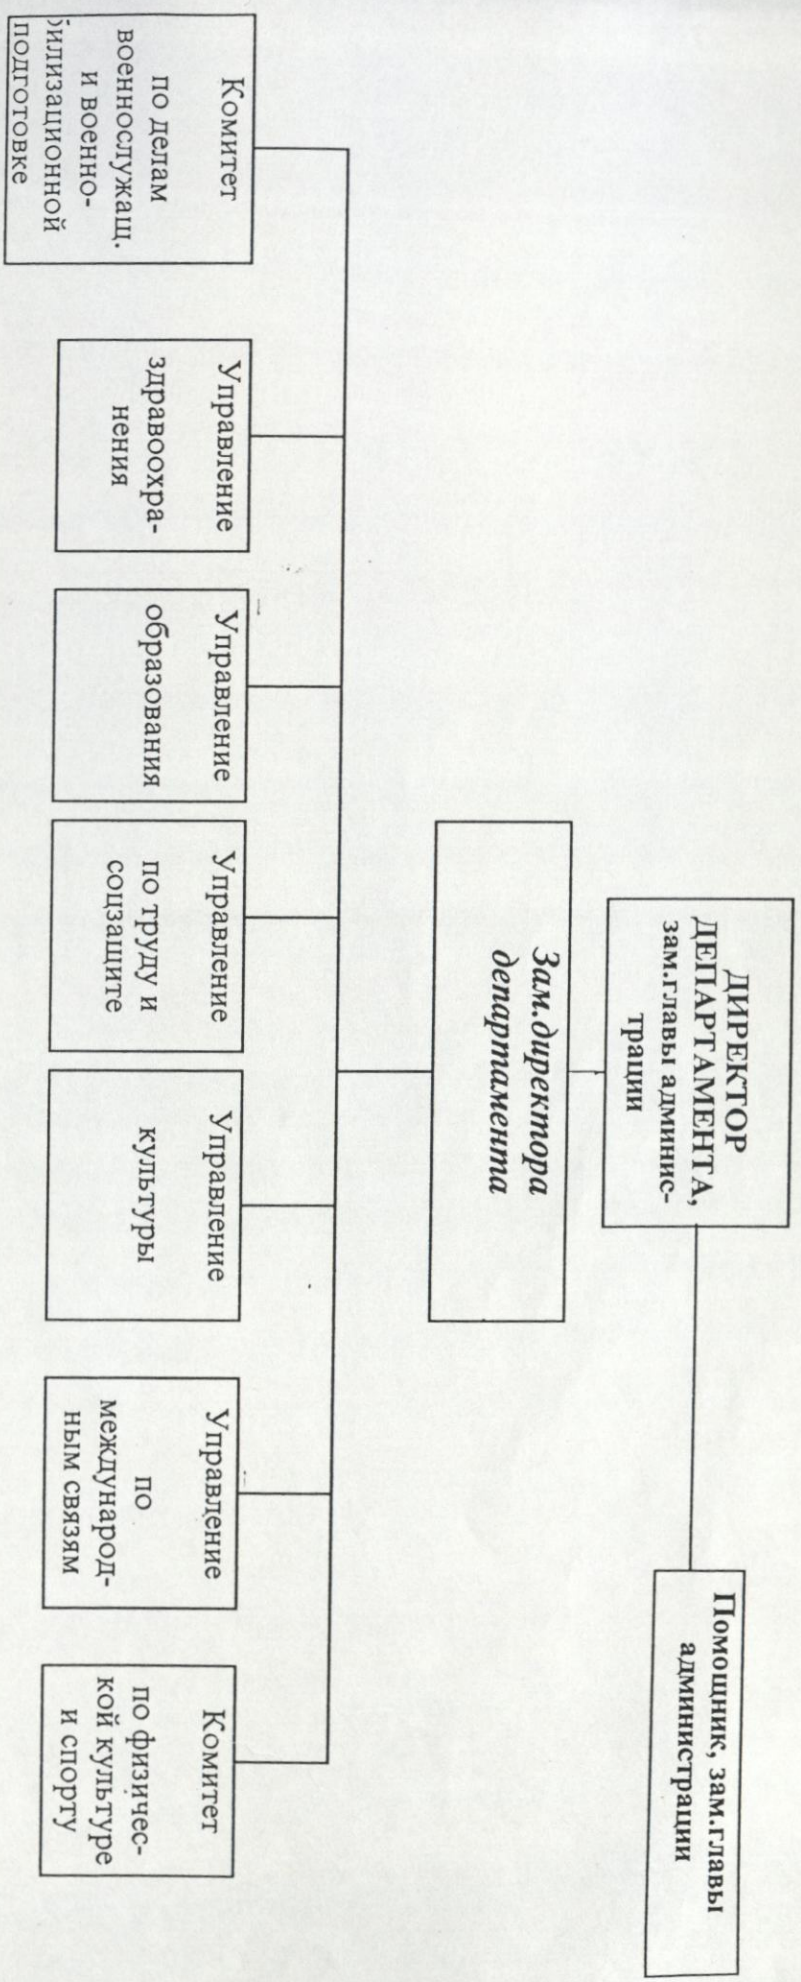 ДИРЕКТОР
ДЕПАРТАМЕНТА,
зам.главы админис-
трации
Помощник, зам.главы
администрации
Зам.директора
департамента
Комитет
по делам
военнослужащ.
и военно-
билизационной
подготовке
Управление
здравоохра-
нения
Управление
образования
Управление
по труду и
соцзащите
Управление
культуры
Управление
по
международ-
ным связям
Комитет
по физичес-
кой культуре
и спорту